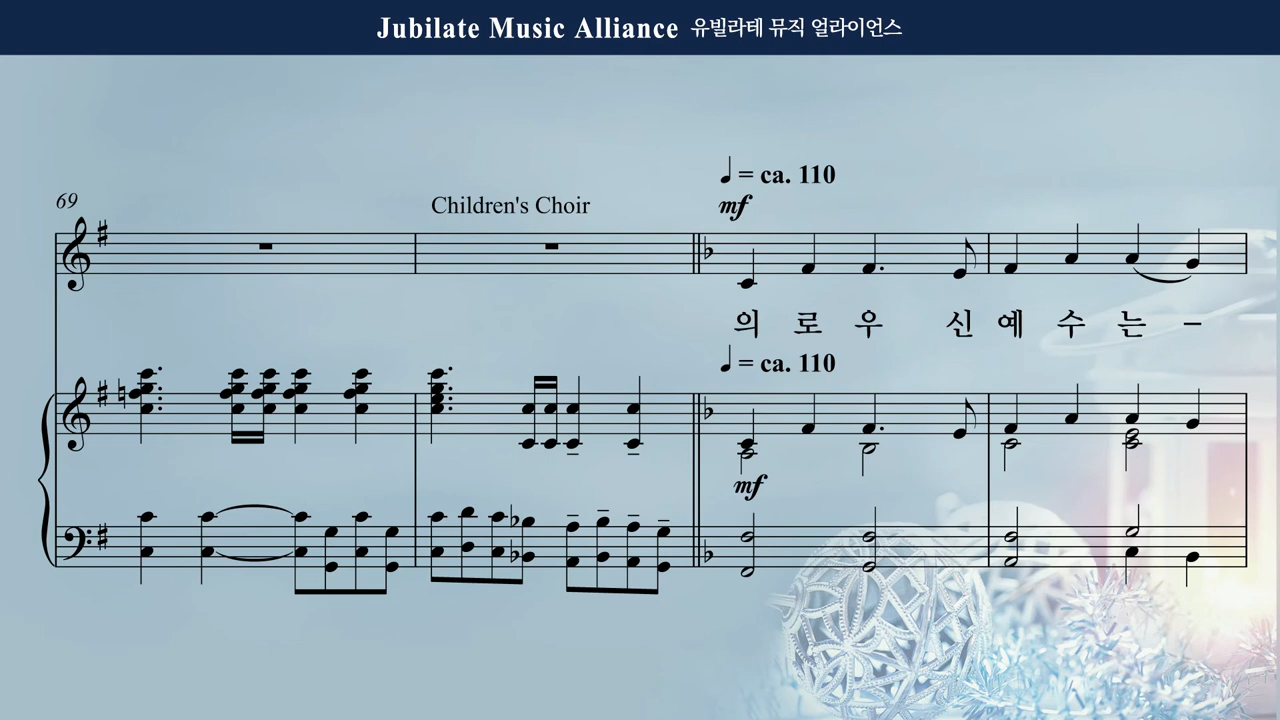 Jubilate Music Alliance 유빌라테 뮤직 얼라이언스
♩ = ca. 110
69
Children's Choir
mf
의 로 우 신 예 수 는 -
♩ = ca. 110
mf